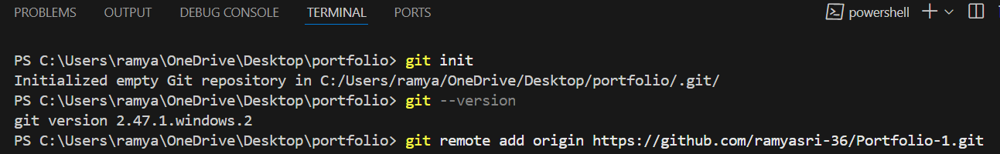 PROBLEMS OUTPUT DEBUG CONSOLE TERMINAL PORTS powershell
PS C:\Users\ramya\OneDrive\Desktop\portfolio> git init
Initialized empty Git repository in C:/Users/ramya/OneDrive/Desktop/portfolio/.git/
PS C:\Users\ramya\OneDrive\Desktop\portfolio> git --version
git version 2.47.1.windows.2
PS C:\Users\ramya\OneDrive\Desktop\portfolio> git remote add origin https://github.com/ramyasri-36/Portfolio-1.git